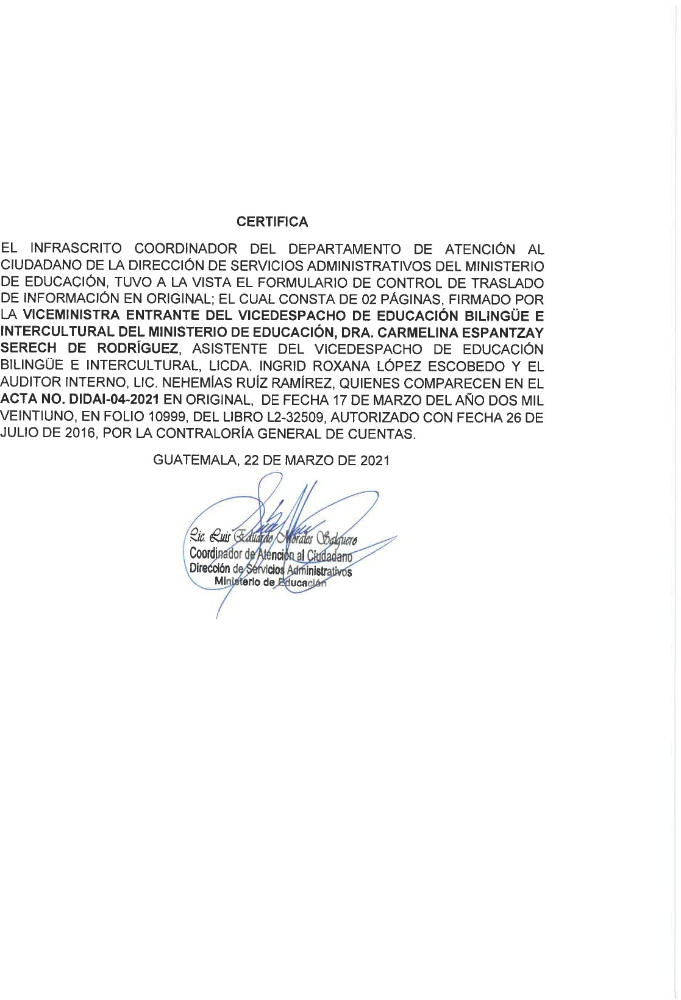 CERTIFICA
EL INFRASCRITO COORDINADOR DEL DEPARTAMENTO DE ATENCIÓN AL
CIUDADANO DE LA DIRECCIÓN DE SERVICIOS ADMINISTRATIVOS DEL MINISTERIO
DE EDUCACIÓN, TUVO A LA VISTA EL FORMULARIO DE CONTROL DE TRASLADO
DE INFORMACIÓN EN ORIGINAL; EL CUAL CONSTA DE 02 PÁGINAS, FIRMADO POR
LA VICEMINISTRA ENTRANTE DEL VICEDESPACHO DE EDUCACIÓN BILINGÜE E
INTERCULTURAL DEL MINISTERIO DE EDUCACIÓN, DRA. CARMELINA ESPANTZAY
SERECH DE RODRÍGUEZ, ASISTENTE DEL VICEDESPACHO DE EDUCACIÓN
BILINGÜE E INTERCULTURAL, LICDA. INGRID ROXANA LÓPEZ ESCOBEDO Y EL
AUDITOR INTERNO, LIC. NEHEMÍAS RUÍZ RAMÍREZ, QUIENES COMPARECEN EN EL
ACTA NO. DIDAI-04-2021 EN ORIGINAL, DE FECHA 17 DE MARZO DEL AÑO DOS MIL
VEINTIUNO, EN FOLIO 10999, DEL LIBRO L2-32509, AUTORIZADO CON FECHA 26 DE
JULIO DE 2016, POR LA CONTRALORÍA GENERAL DE CUENTAS.
GUATEMALA, 22 DE MARZO DE 2021
Lic. Luis Eduardo Morales Salguero
Coordinador de Atención al Ciudadano
Dirección de Servicios Administrativos
Ministerio de Educación